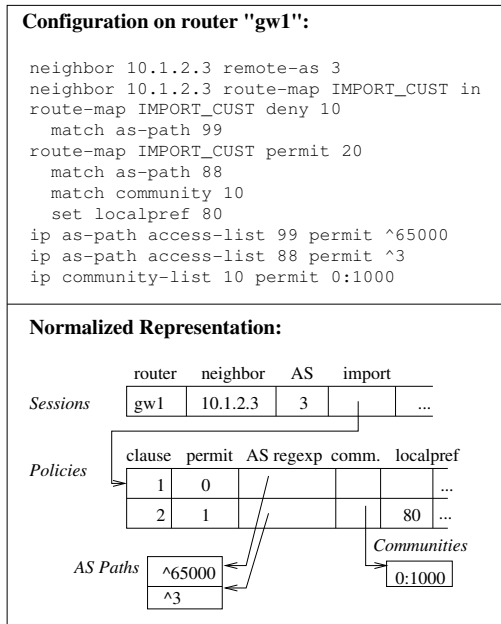 Configuration on router "gw1":
neighbor 10.1.2.3 remote-as 3
neighbor 10.1.2.3 route-map IMPORT_CUST in
route-map IMPORT_CUST deny 10
match as-path 99
route-map IMPORT_CUST permit 20
match as-path 88
match community 10
set localpref 80
ip as-path access-list 99 permit ^65000
ip as-path access-list 88 permit ^3
ip community-list 10 permit 0:1000
Normalized Representation:
router neighbor AS import
Sessions gw1 10.1.2.3 3 ...
clause permit AS regexp comm. localpref
Policies
1 0 ...
2 1 80 ...
Communities
AS Paths ^65000 0:1000
^3